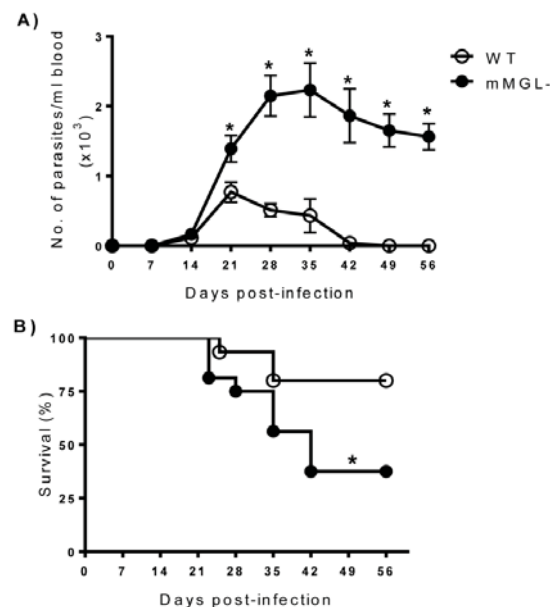 A)
WT
mMGL-
*
*
*
*
*
*
3
2
1
0
No. of parasites/ml blood
(x10³)
0 7 14 21 28 35 42 49 56
Days post-infection
B)
100
75
50
25
0
Survival (%)
*
0 7 14 21 28 35 42 49 56
Days post-infection